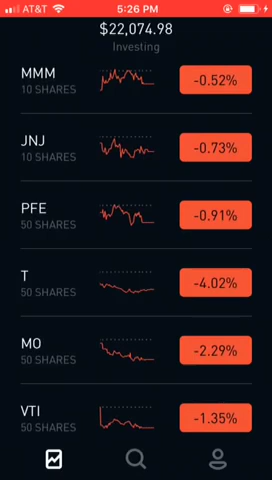 AT&T 5:26 PM
$22,074.98
Investing
MMM
10 SHARES
-0.52%
JNJ
10 SHARES
-0.73%
PFE
50 SHARES
-0.91%
T
50 SHARES
-4.02%
MO
50 SHARES
-2.29%
VTI
50 SHARES
-1.35%